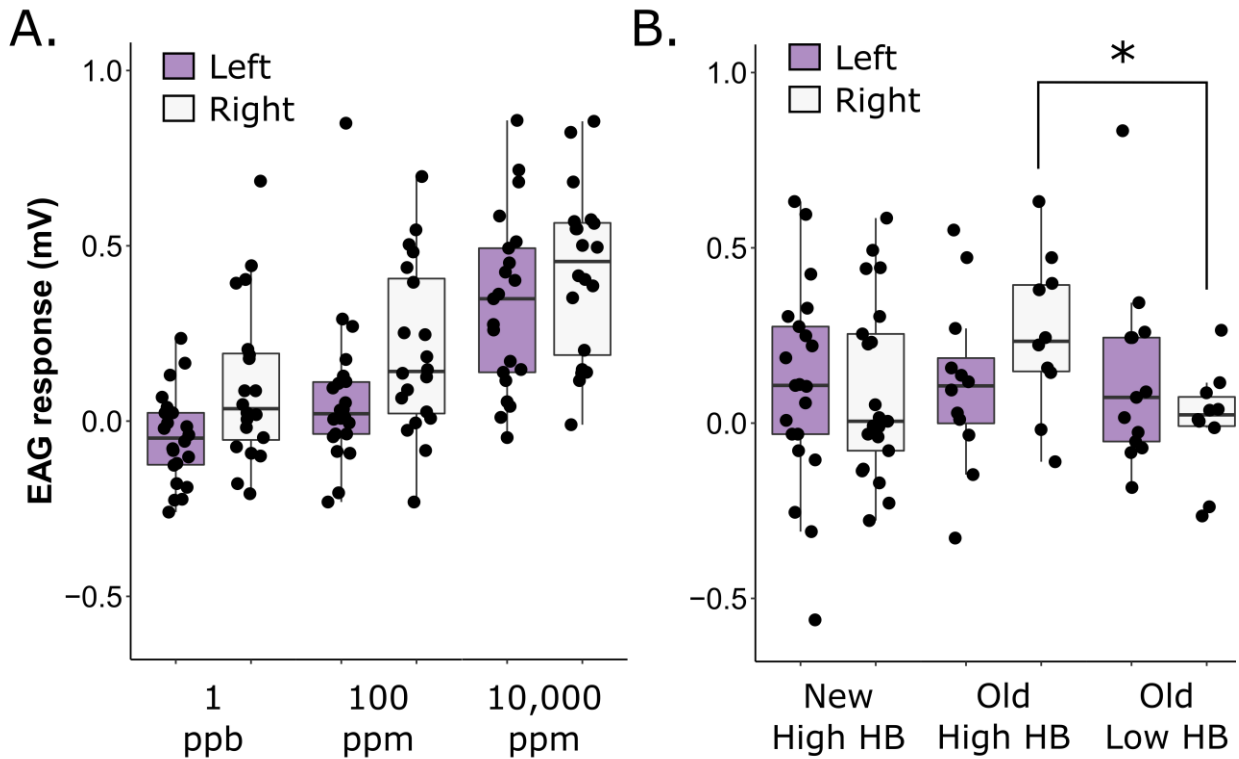 A.
Left
Right
EAG response (mV)
1.0
0.5
0.0
−0.5
1
ppb
100
ppm
10,000
ppm
B.
Left
Right
*
1.0
0.5
0.0
−0.5
New
High HB
Old
High HB
Old
Low HB